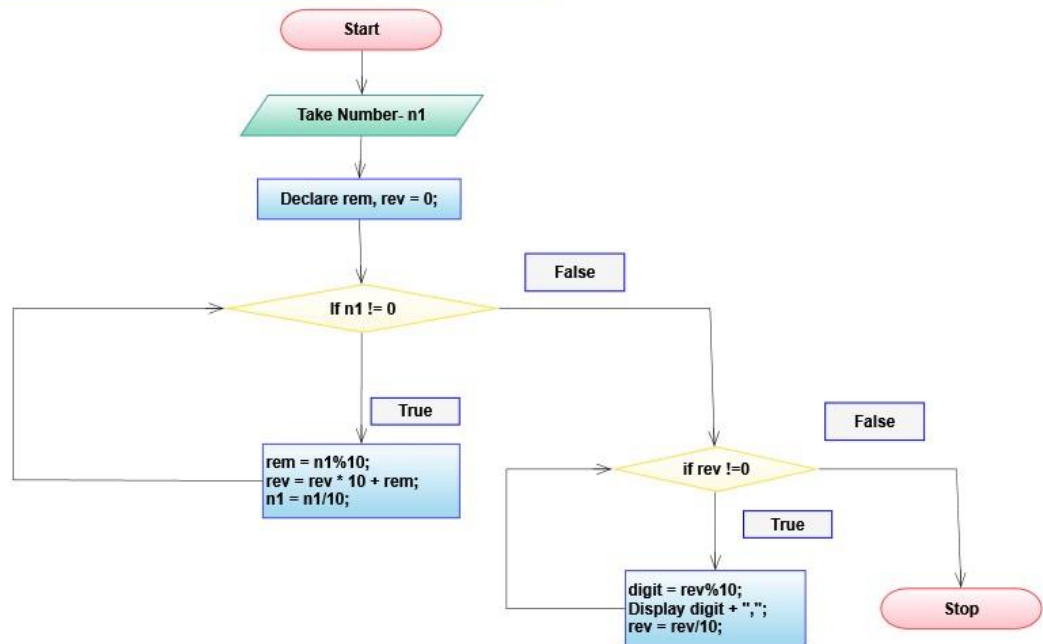 Start
Take Number- n1
Declare rem, rev = 0;
False
If n1 != 0
True
rem = n1%10;
rev = rev * 10 + rem;
n1 = n1/10;
False
if rev !=0
True
digit = rev%10;
Display digit + ",";
rev = rev/10;
Stop